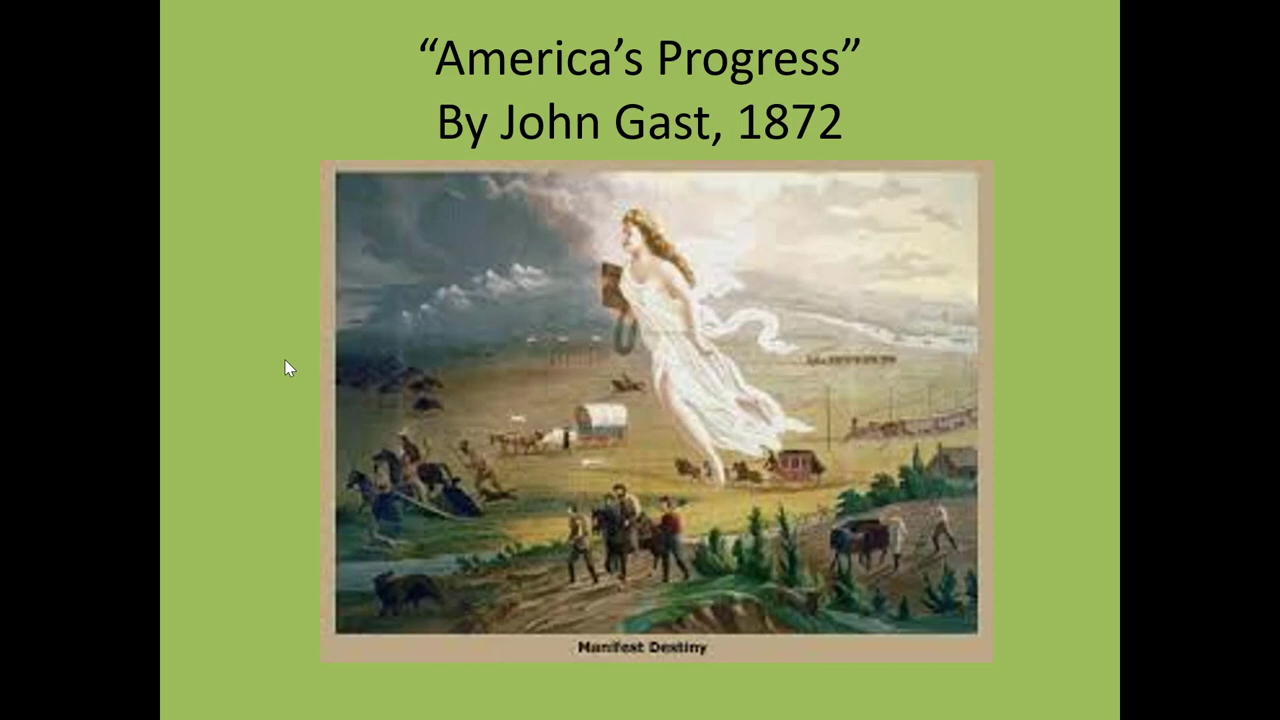 “America’s Progress”
By John Gast, 1872
Manifest Destiny